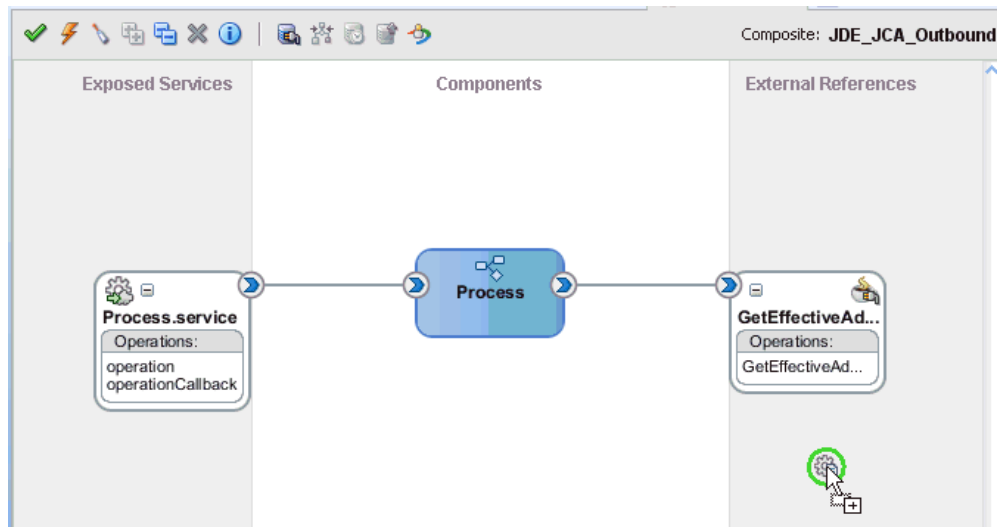 Composite: JDE_JCA_Outbound
Exposed Services
Components
External References
Process
Process.service
Operations:
operation
operationCallback
GetEffectiveAd...
Operations:
GetEffectiveAd...